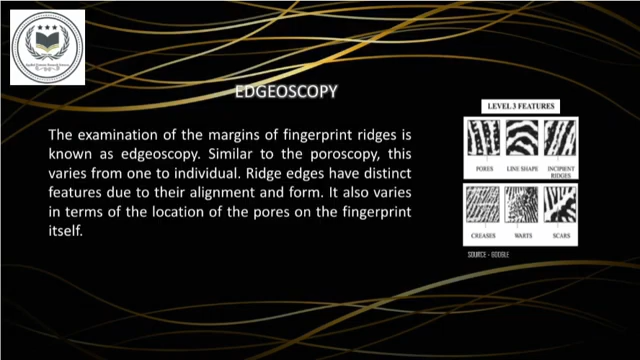 EDGEOSCOPY
The examination of the margins of fingerprint ridges is
known as edgeoscopy. Similar to the poroscopy, this
varies from one to individual. Ridge edges have distinct
features due to their alignment and form. It also varies
in terms of the location of the pores on the fingerprint
itself.
LEVEL 3 FEATURES
PORES LINE SHAPE INCIPIENT
RIDGES
CREASES WARTS SCARS
SOURCE - GOOGLE